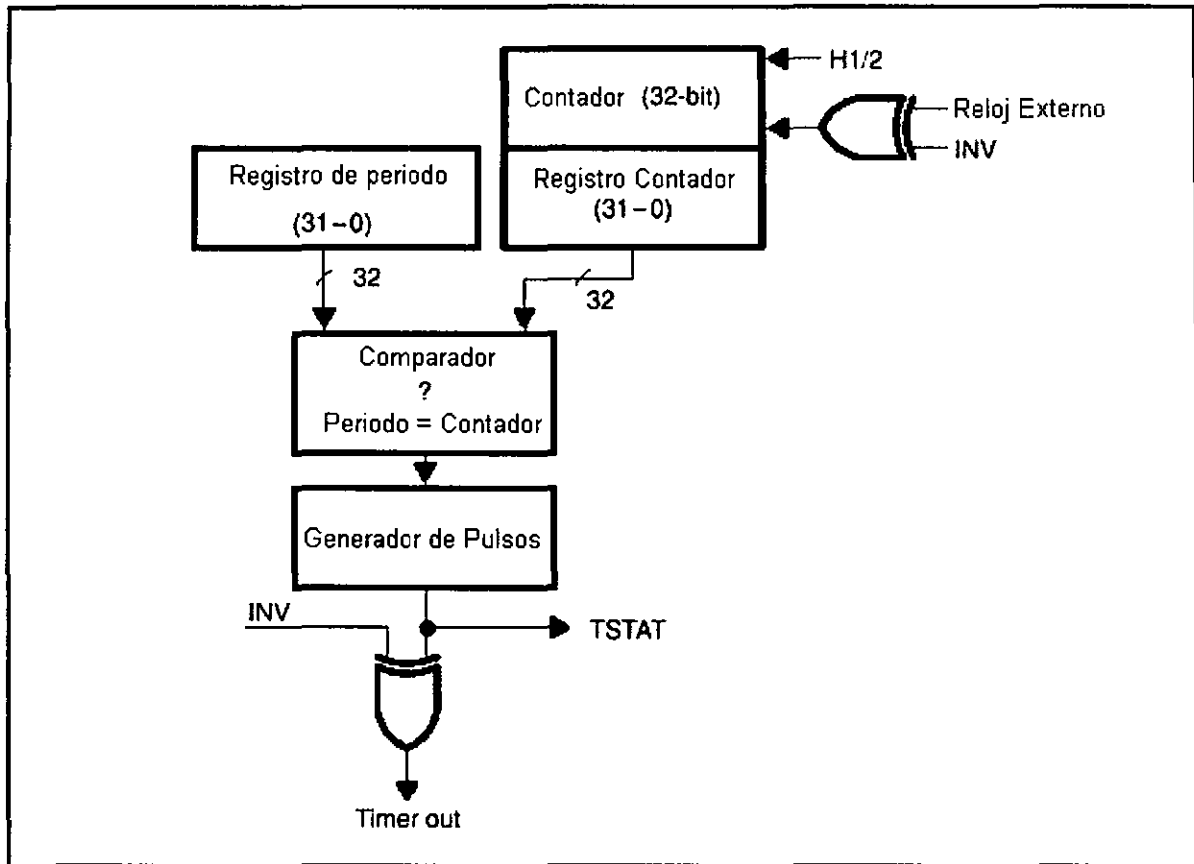 H1/2
Contador (32-bit)
Reloj Externo
INV
Registro de periodo
(31-0)
Registro Contador
(31-0)
32
32
Comparador
?
Periodo = Contador
Generador de Pulsos
INV
TSTAT
Timer out